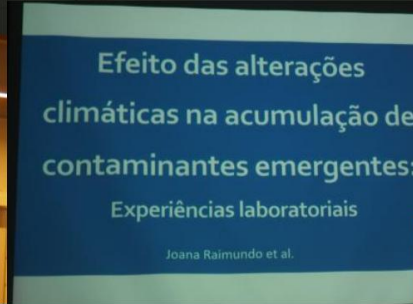 Efeito das alterações
climáticas na acumulação de
contaminantes emergentes:
Experiências laboratoriais
Joana Raimundo et al.